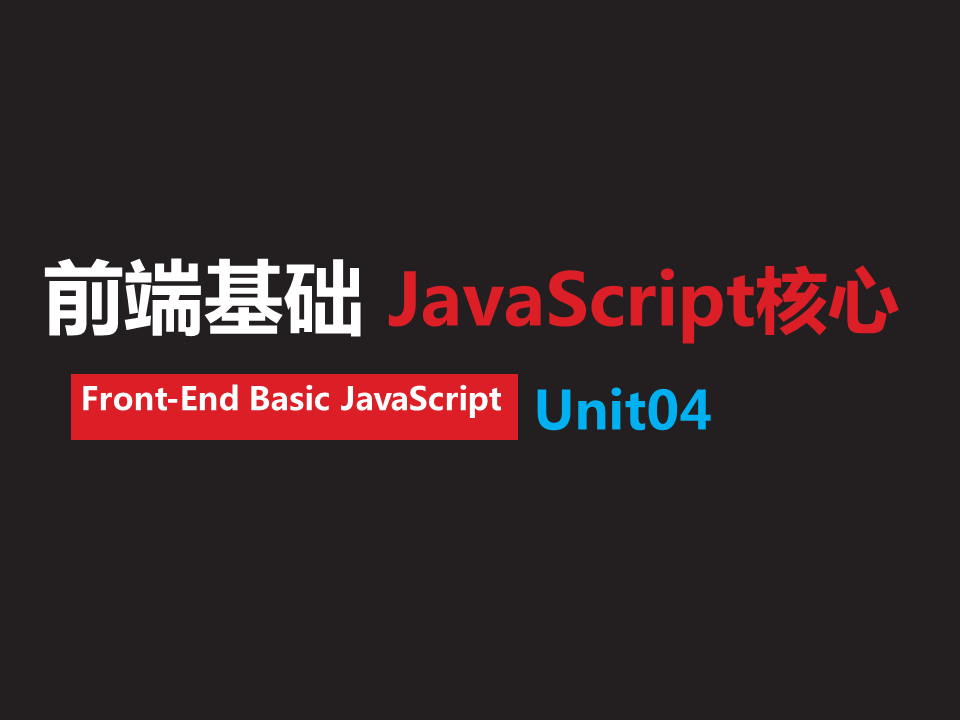 前端基础 JavaScript核心
Front-End Basic JavaScript Unit04